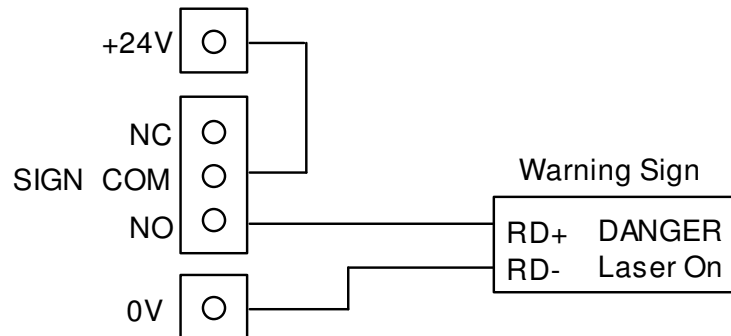 +24V
NC
SIGN COM
NO
0V
Warning Sign
RD+ DANGER
RD- Laser On